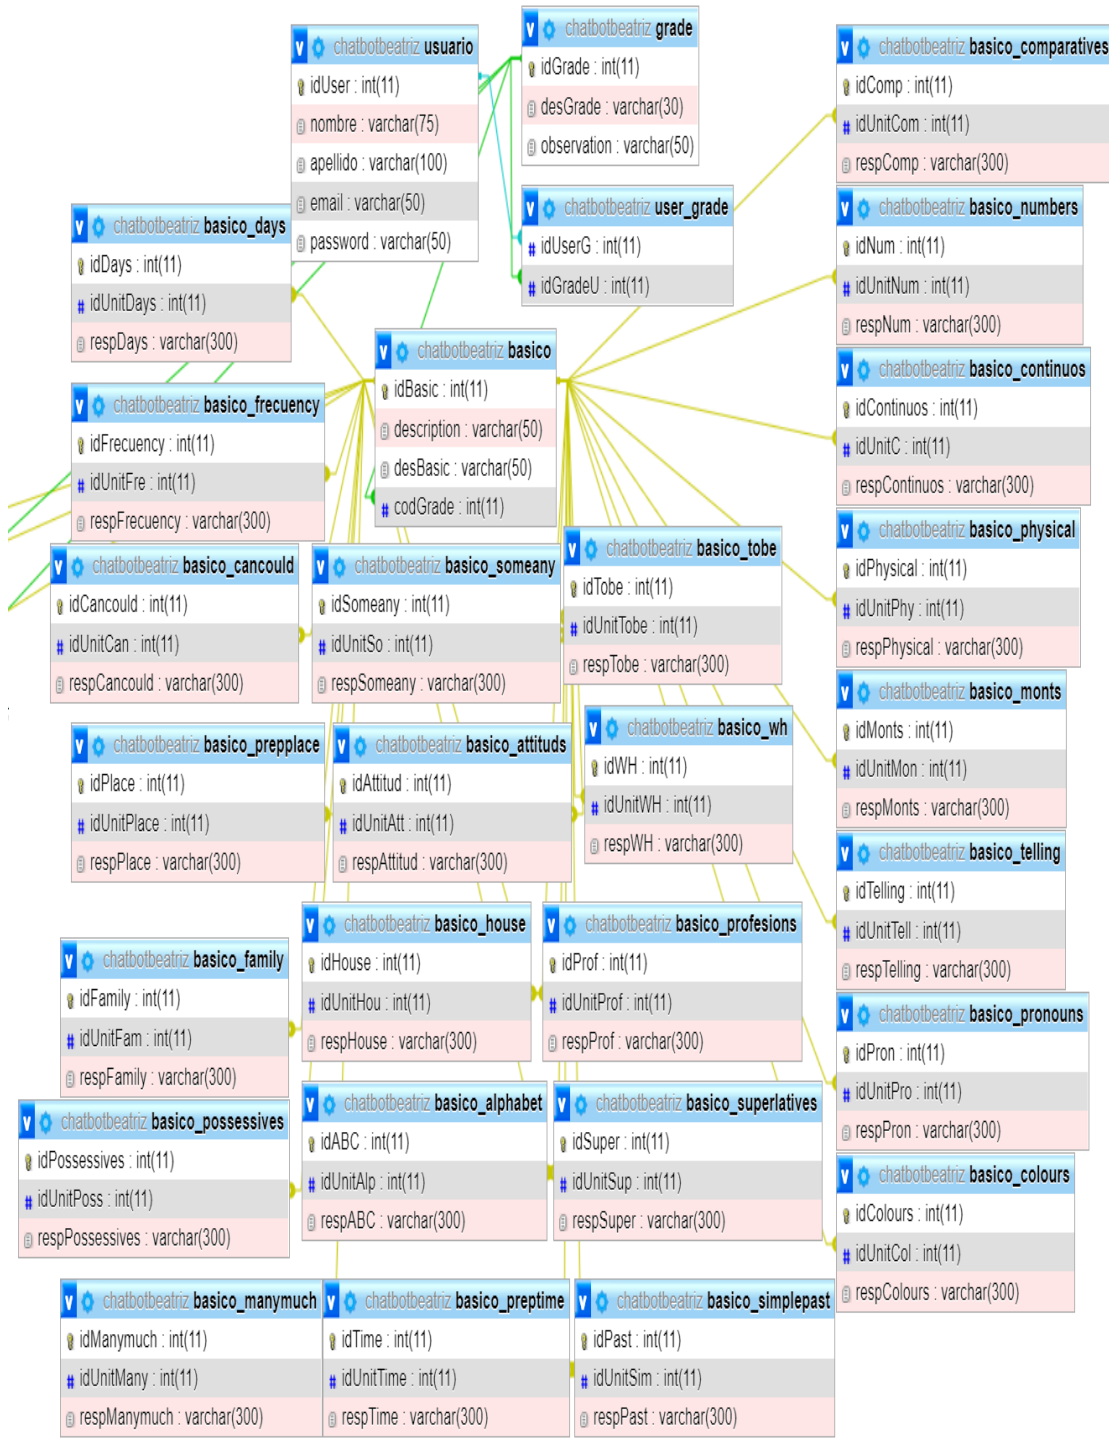 v chatbotbeatriz usuario
idUser : int(11)
nombre : varchar(75)
apellido : varchar(100)
email : varchar(50)
password : varchar(50)
v chatbotbeatriz grade
idGrade : int(11)
desGrade : varchar(30)
observation : varchar(50)
v chatbotbeatriz basico_comparatives
idComp : int(11)
# idUnitCom : int(11)
respComp : varchar(300)
v chatbotbeatriz user_grade
# idUserG : int(11)
# idGradeU : int(11)
v chatbotbeatriz basico_numbers
idNum : int(11)
# idUnitNum : int(11)
respNum : varchar(300)
v chatbotbeatriz basico_days
idDays : int(11)
# idUnitDays : int(11)
respDays : varchar(300)
v chatbotbeatriz basico
idBasic : int(11)
description : varchar(50)
desBasic : varchar(50)
# codGrade : int(11)
v chatbotbeatriz basico_continuos
idContinuos : int(11)
# idUnitC : int(11)
respContinuos : varchar(300)
v chatbotbeatriz basico_frecuency
idFrecuency : int(11)
# idUnitFre : int(11)
respFrecuency : varchar(300)
v chatbotbeatriz basico_physical
idPhysical : int(11)
# idUnitPhy : int(11)
respPhysical : varchar(300)
v chatbotbeatriz basico_cancould
idCancould : int(11)
# idUnitCan : int(11)
respCancould : varchar(300)
v chatbotbeatriz basico_someany
idSomeany : int(11)
# idUnitSo : int(11)
respSomeany : varchar(300)
v chatbotbeatriz basico_tobe
idTobe : int(11)
# idUnitTobe : int(11)
respTobe : varchar(300)
v chatbotbeatriz basico_monts
idMonts : int(11)
# idUnitMon : int(11)
respMonts : varchar(300)
v chatbotbeatriz basico_prepplace
idPlace : int(11)
# idUnitPlace : int(11)
respPlace : varchar(300)
v chatbotbeatriz basico_attituds
idAttitud : int(11)
# idUnitAtt : int(11)
respAttitud : varchar(300)
v chatbotbeatriz basico_wh
idWH : int(11)
# idUnitWH : int(11)
respWH : varchar(300)
v chatbotbeatriz basico_telling
idTelling : int(11)
# idUnitTell : int(11)
respTelling : varchar(300)
v chatbotbeatriz basico_family
idFamily : int(11)
# idUnitFam : int(11)
respFamily : varchar(300)
v chatbotbeatriz basico_house
idHouse : int(11)
# idUnitHou : int(11)
respHouse : varchar(300)
v chatbotbeatriz basico_profesions
idProf : int(11)
# idUnitProf : int(11)
respProf : varchar(300)
v chatbotbeatriz basico_pronouns
idPron : int(11)
# idUnitPro : int(11)
respPron : varchar(300)
v chatbotbeatriz basico_possessives
idPossessives : int(11)
# idUnitPoss : int(11)
respPossessives : varchar(300)
v chatbotbeatriz basico_alphabet
idABC : int(11)
# idUnitAlp : int(11)
respABC : varchar(300)
v chatbotbeatriz basico_superlatives
idSuper : int(11)
# idUnitSup : int(11)
respSuper : varchar(300)
v chatbotbeatriz basico_colours
idColours : int(11)
# idUnitCol : int(11)
respColours : varchar(300)
v chatbotbeatriz basico_manymuch
idManymuch : int(11)
# idUnitMany : int(11)
respManymuch : varchar(300)
v chatbotbeatriz basico_preptime
idTime : int(11)
# idUnitTime : int(11)
respTime : varchar(300)
v chatbotbeatriz basico_simplepast
idPast : int(11)
# idUnitSim : int(11)
respPast : varchar(300)